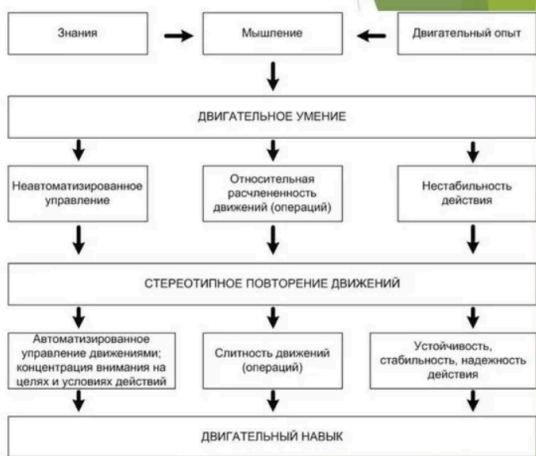 Знания
Мышление
Двигательный опыт
ДВИГАТЕЛЬНОЕ УМЕНИЕ
Неавтоматизированное
управление
Относительная
расчлененность
движений (операций)
Нестабильность
действия
СТЕРЕОТИПНОЕ ПОВТОРЕНИЕ ДВИЖЕНИЙ
Автоматизированное
управление движениями;
концентрация внимания на
целях и условиях действий
Слитность движений
(операций)
Устойчивость,
стабильность, надежность
действия
ДВИГАТЕЛЬНЫЙ НАВЫК